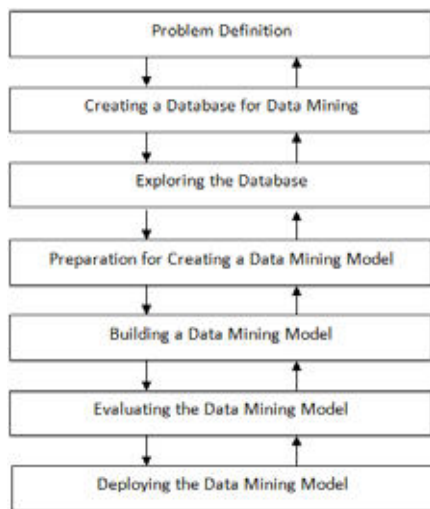 Problem Definition
Creating a Database for Data Mining
Exploring the Database
Preparation for Creating a Data Mining Model
Building a Data Mining Model
Evaluating the Data Mining Model
Deploying the Data Mining Model